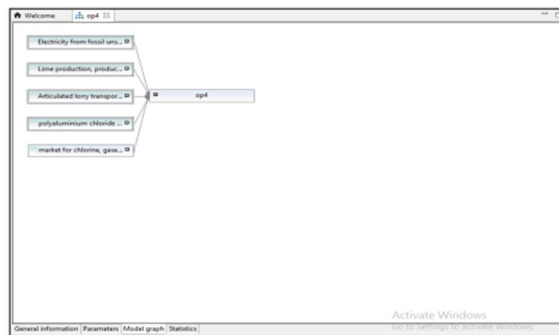 Welcome op4
Electricity from fossil uns...
Lime production, produc...
Articulated lorry transpor...
op4
polyaluminium chloride ...
market for chlorine, gase...
Activate Windows
Go to Settings to activate Windows.
General information Parameters Model graph Statistics